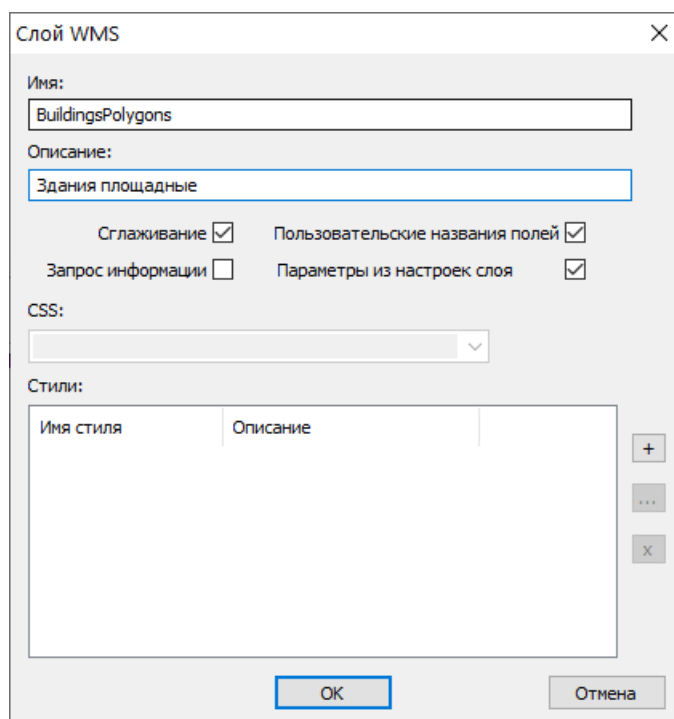 Слой WMS
Имя:
BuildingsPolygons
Описание:
Здания площадные
Сглаживание Пользовательские названия полей
Запрос информации Параметры из настроек слоя
CSS:
Стили:
Имя стиля Описание
+
...
x
OK Отмена